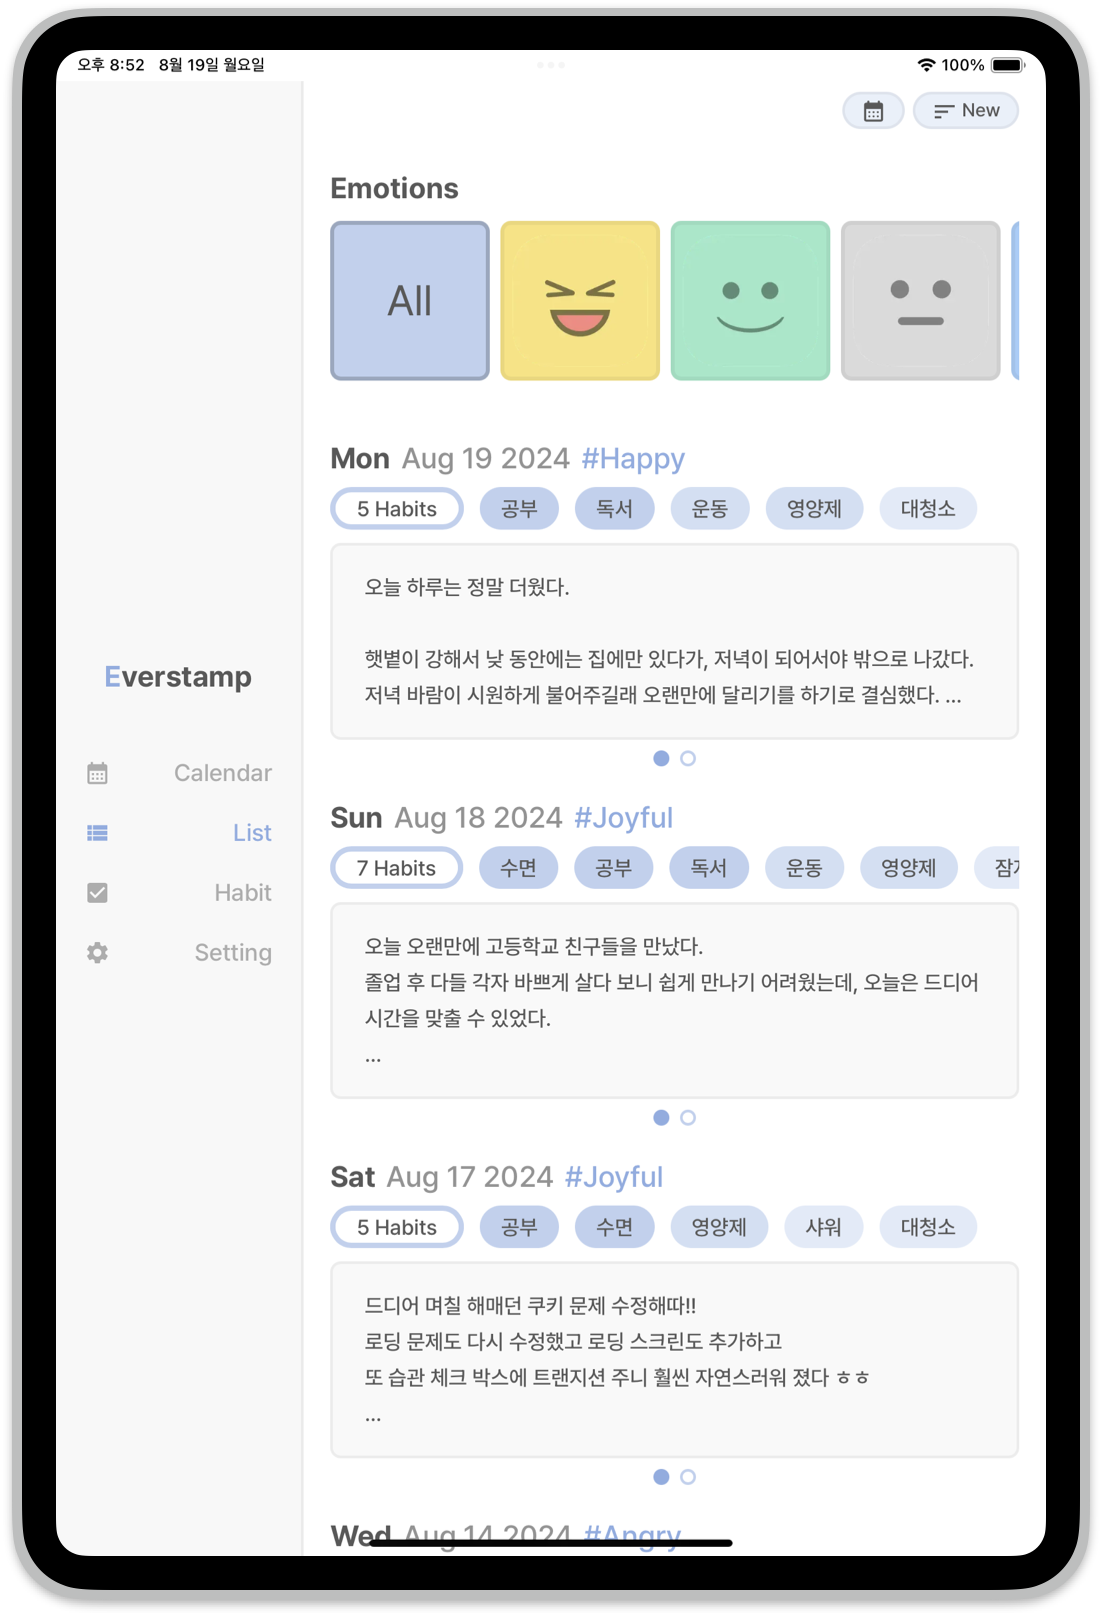 오후 8:52 8월 19일 월요일
100%
New
Emotions
All
Mon Aug 19 2024 #Happy
5 Habits 공부 독서 운동 영양제 대청소
오늘 하루는 정말 더웠다.
햇볕이 강해서 낮 동안에는 집에만 있다가, 저녁이 되어서야 밖으로 나갔다.
저녁 바람이 시원하게 불어주길래 오랜만에 달리기를 하기로 결심했다. ...
Everstamp
Calendar
List
Habit
Setting
Sun Aug 18 2024 #Joyful
7 Habits 수면 공부 독서 운동 영양제
오늘 오랜만에 고등학교 친구들을 만났다.
졸업 후 다들 각자 바쁘게 살다 보니 쉽게 만나기 어려웠는데, 오늘은 드디어
시간을 맞출 수 있었다.
...
Sat Aug 17 2024 #Joyful
5 Habits 공부 수면 영양제 샤워 대청소
드디어 며칠 해매던 쿠키 문제 수정해따!!
로딩 문제도 다시 수정했고 로딩 스크린도 추가하고
또 습관 체크 박스에 트랜지션 주니 훨씬 자연스러워 졌다 ㅎㅎ
...
Wed Aug 14 2024 #Angry